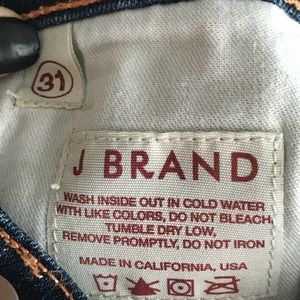 31
J BRAND
WASH INSIDE OUT IN COLD WATER
WITH LIKE COLORS, DO NOT BLEACH,
TUMBLE DRY LOW,
REMOVE PROMPTLY, DO NOT IRON
MADE IN CALIFORNIA, USA